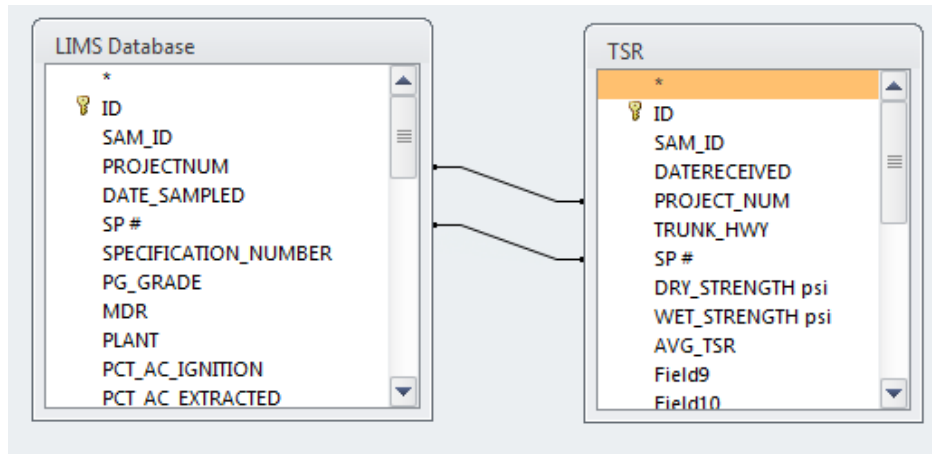 LIMS Database
*
ID
SAM_ID
PROJECTNUM
DATE_SAMPLED
SP #
SPECIFICATION_NUMBER
PG_GRADE
MDR
PLANT
PCT_AC_IGNITION
PCT_AC_EXTRACTED
TSR
*
ID
SAM_ID
DATERECEIVED
PROJECT_NUM
TRUNK_HWY
SP #
DRY_STRENGTH psi
WET_STRENGTH psi
AVG_TSR
Field9
Field10